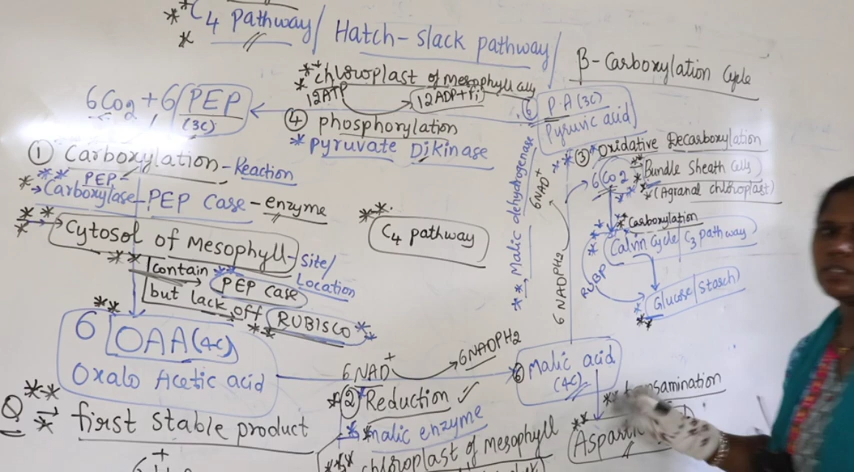 C4 Pathway/ Hatch-slack pathway/
β-Carboxylation Cycle
chloroplast of mesophyll cells
12ATP 12ADP+Pi
6CO2 + 6 PEP
(3C)
④ phosphorylation
pyruvate DiKinase
6 P.A (3C)
Pyruvic acid
① Carboxylation - Reaction
PEP
Carboxylase - PEP Case - enzyme
Cytosol of Mesophyll - Site/
Location
contain PEP case
but lack off RUBISCO
C4 pathway
Malic dehydrogenase
6NAD+
6 NADPH2
③ Oxidative Decarboxylation
6CO2 Bundle Sheath Cells
(Agranal chloroplast)
Carboxylation
Calvin Cycle/C3 pathway
RUBP
Glucose/Starch
6 OAA(4C)
Oxalo Acetic acid
6NAD+ 6NADPH2
② Reduction
malic enzyme
chloroplast of mesophyll
⑥ Malic acid
(4C)
transamination
Q first stable product